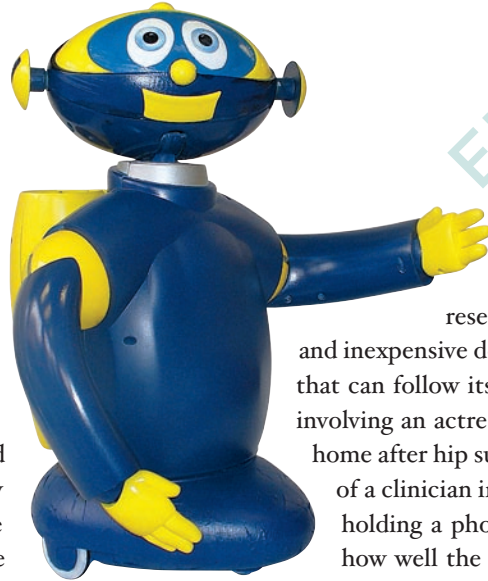 rese
and inexpensive d
that can follow its
involving an actre
home after hip su
of a clinician in
holding a pho
how well the
d
y
e
e